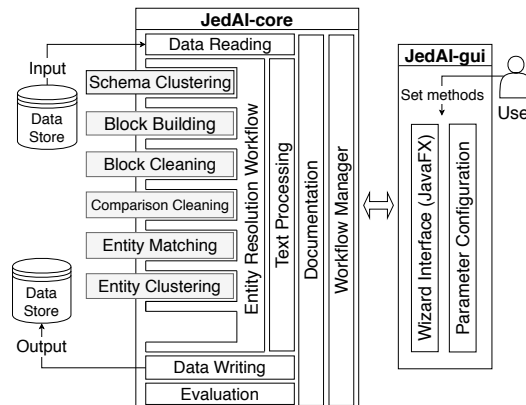 JedAI-core
Data Reading
Input
Data
Store
Schema Clustering
Block Building
Block Cleaning
Comparison Cleaning
Entity Matching
Entity Clustering
Entity Resolution Workflow
Text Processing
Documentation
Workflow Manager
Data
Store
Output
Data Writing
Evaluation
JedAI-gui
Set methods
User
Wizard Interface (JavaFX)
Parameter Configuration